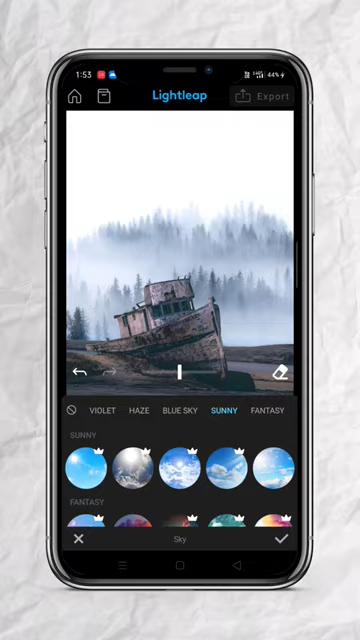 1:53
44%
Lightleap
Export
VIOLET HAZE BLUE SKY SUNNY FANTASY
SUNNY
FANTASY
Sky